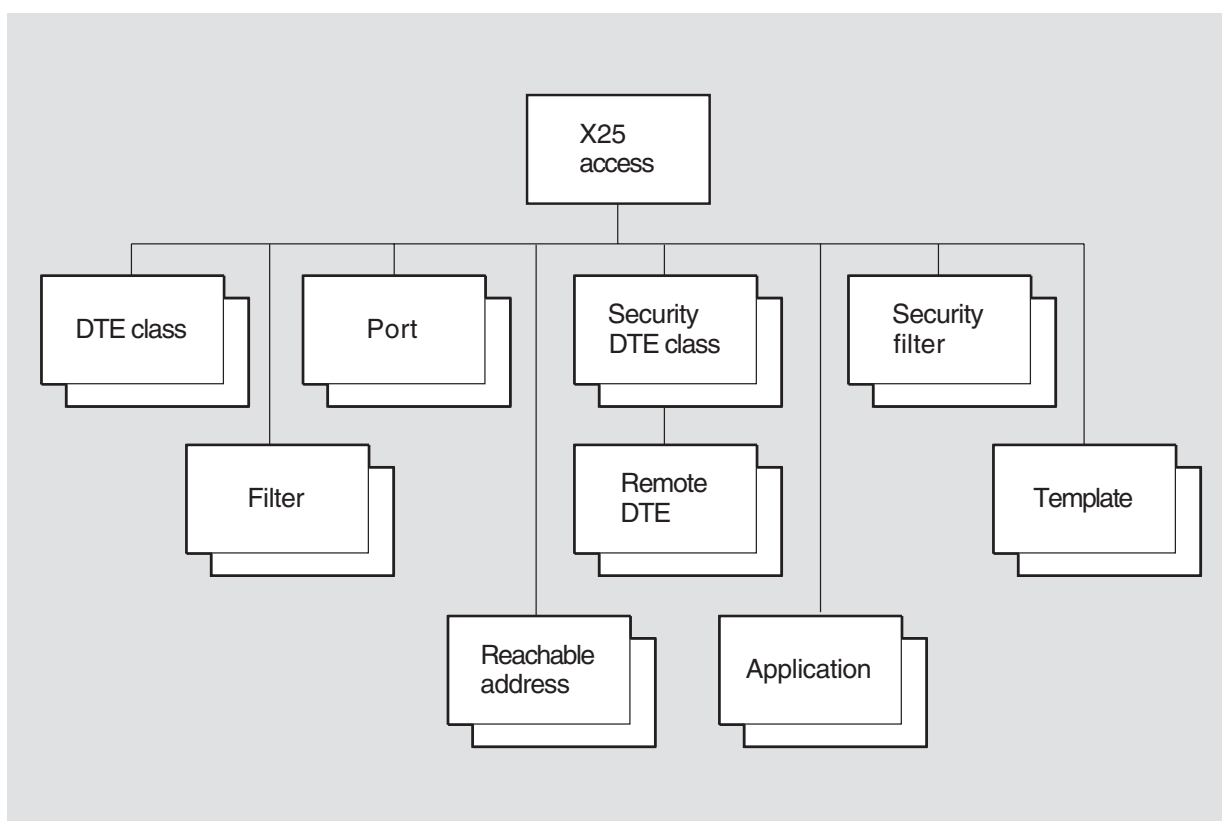 X25
access
DTE class
Port
Security
DTE class
Security
filter
Filter
Remote
DTE
Template
Reachable
address
Application